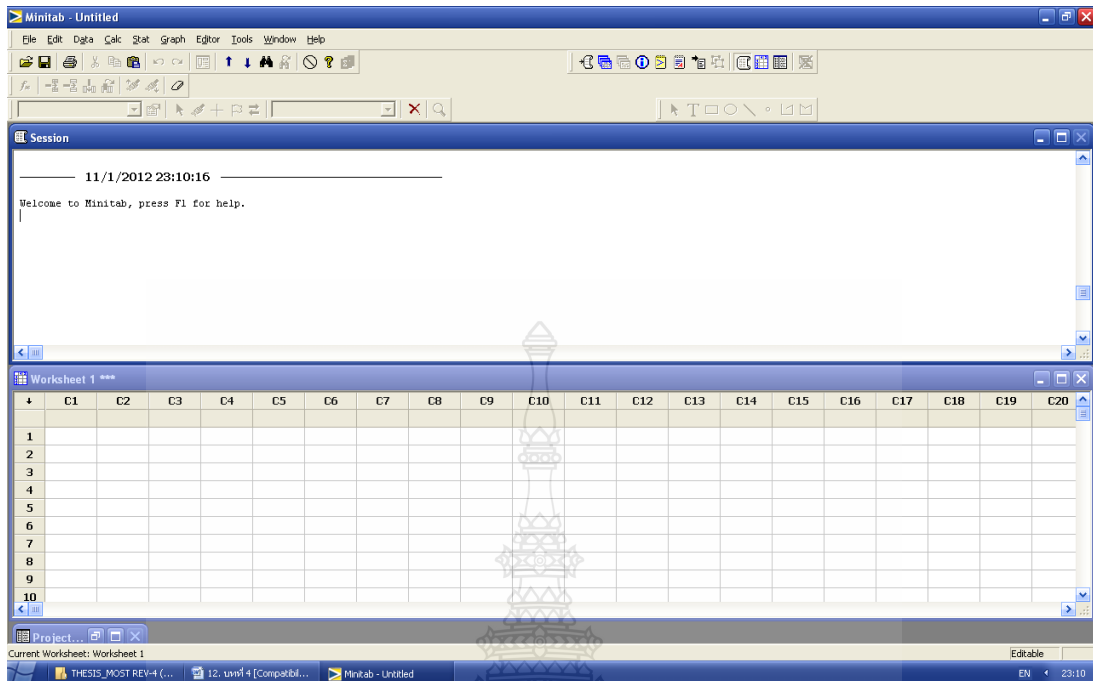 Minitab - Untitled
File Edit Data Calc Stat Graph Editor Tools Window Help
Session
11/1/2012 23:10:16
Welcome to Minitab, press F1 for help.
Worksheet 1 ***
C1 C2 C3 C4 C5 C6 C7 C8 C9 C10 C11 C12 C13 C14 C15 C16 C17 C18 C19 C20
1
2
3
4
5
6
7
8
9
10
Project...
Current Worksheet: Worksheet 1 Editable
THESIS_MOST REV-4 (... 12. บทที่ 4 [Compatibil... Minitab - Untitled EN 23:10